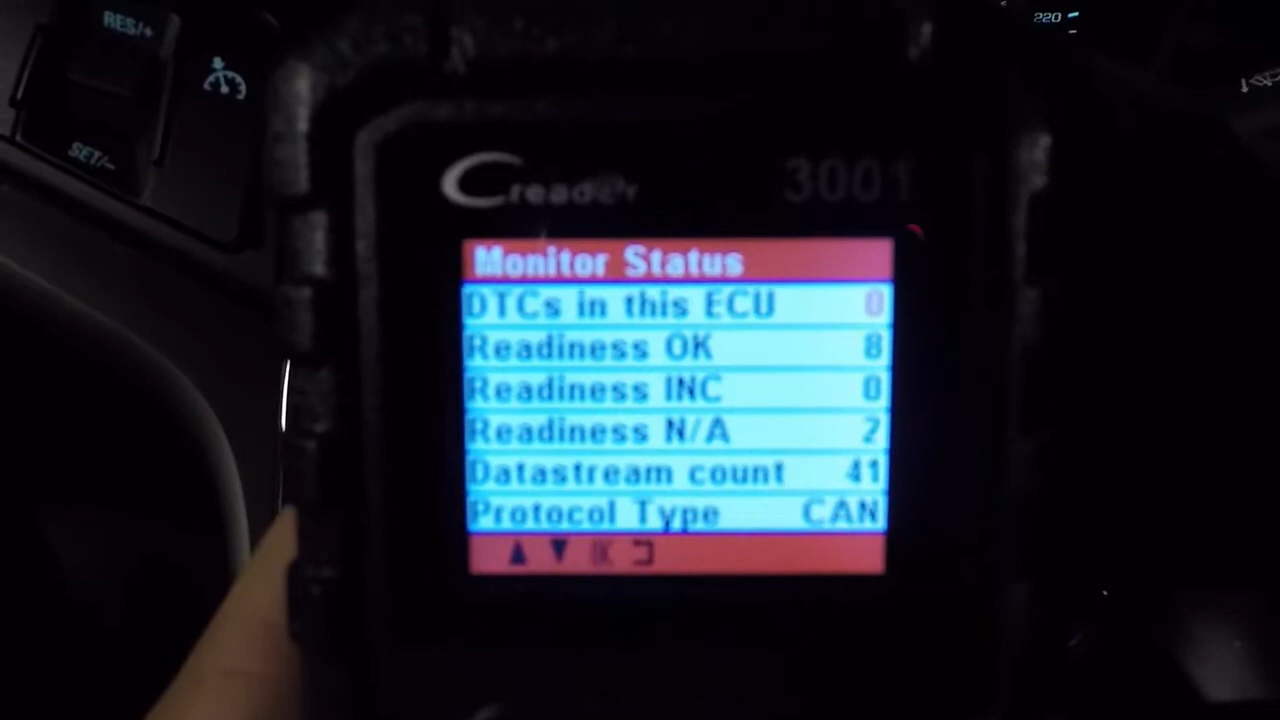 RES/+
SET/-
220
Creader 3001
Monitor Status
DTCs in this ECU 0
Readiness OK 8
Readiness INC 0
Readiness N/A 2
Datastream count 41
Protocol Type CAN